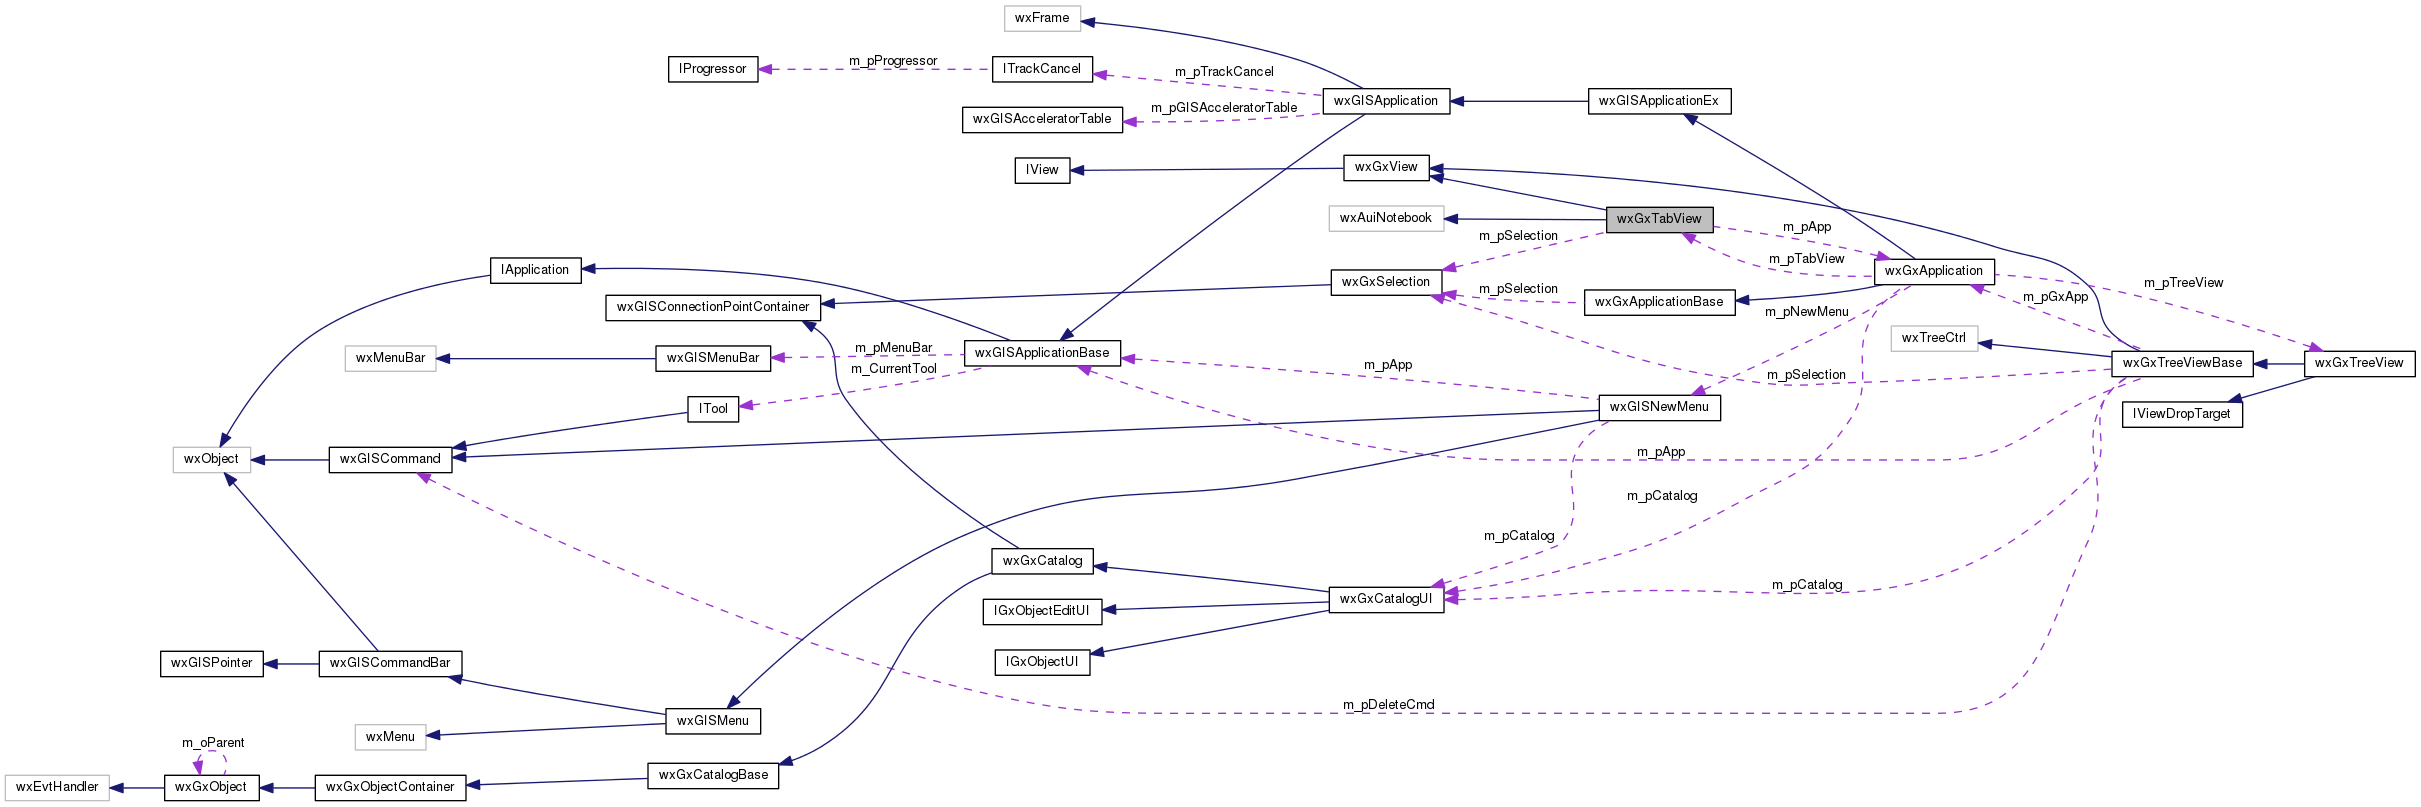 wxFrame
IProgressor
m_pProgressor
ITrackCancel
m_pTrackCancel
wxGISApplication
wxGISApplicationEx
wxGISAcceleratorTable
m_pGISAcceleratorTable
IView
wxGxView
wxAuiNotebook
wxGxTabView
m_pApp
m_pSelection
m_pTabView
wxGxApplication
m_pTreeView
IApplication
wxGISConnectionPointContainer
wxGxSelection
m_pSelection
wxGxApplicationBase
m_pGxApp
m_pNewMenu
wxMenuBar
wxGISMenuBar
m_pMenuBar
wxGISApplicationBase
wxTreeCtrl
wxGxTreeViewBase
wxGxTreeView
m_CurrentTool
m_pApp
m_pSelection
ITool
wxGISNewMenu
IViewDropTarget
wxObject
wxGISCommand
m_pApp
m_pCatalog
m_pCatalog
wxGxCatalog
m_pCatalog
wxGxCatalogUI
IGxObjectEditUI
IGxObjectUI
wxGISPointer
wxGISCommandBar
m_pDeleteCmd
wxMenu
wxGISMenu
m_oParent
wxEvtHandler
wxGxObject
wxGxObjectContainer
wxGxCatalogBase